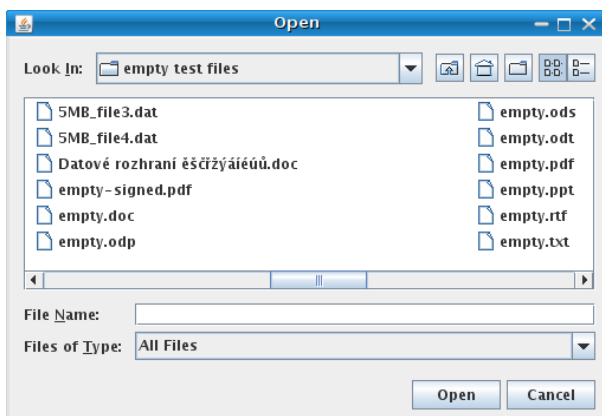 Open
Look In: empty test files
5MB_file3.dat
5MB_file4.dat
Datové rozhraní ěščřžýáíéúů.doc
empty-signed.pdf
empty.doc
empty.odp
empty.ods
empty.odt
empty.pdf
empty.ppt
empty.rtf
empty.txt
File Name:
Files of Type: All Files
Open Cancel